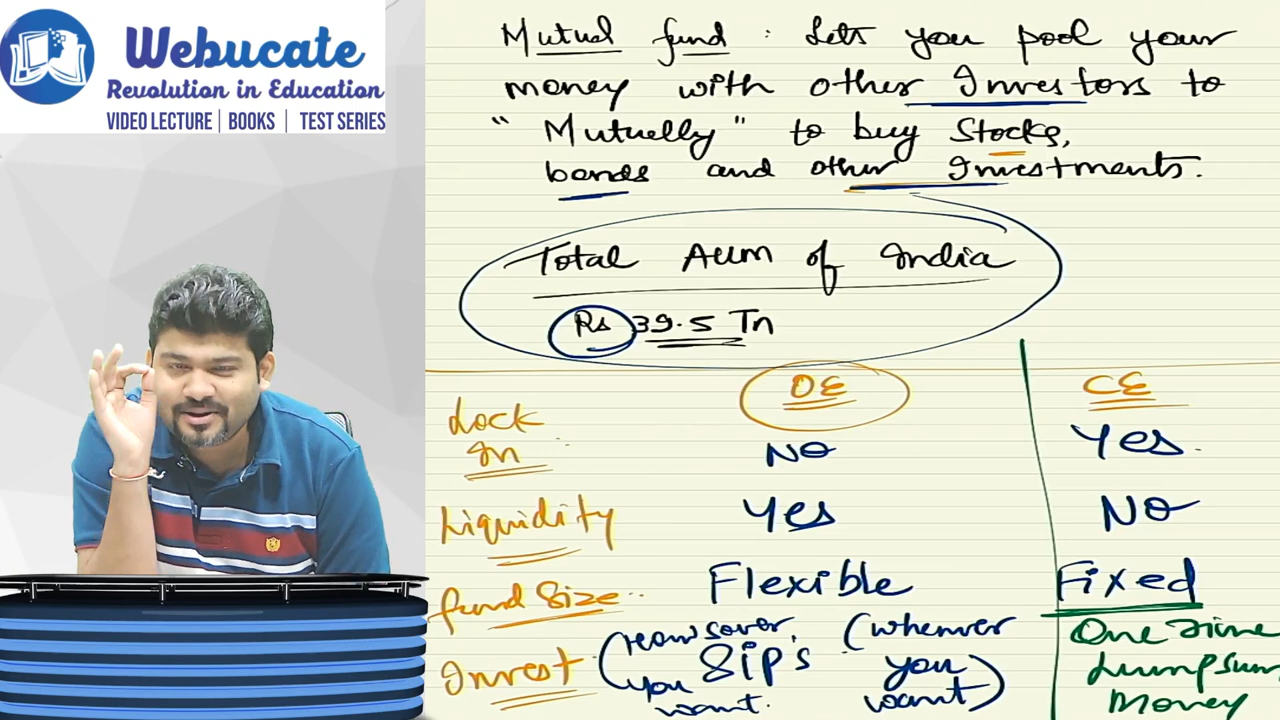 Webucate
Revolution in Education
VIDEO LECTURE | BOOKS | TEST SERIES
Mutual fund : Lets you pool your
money with other Investors to
"Mutuelly" to buy Stocks,
bonds and other Investments.
Total AUM of India
Rs 39.5 Tn
OE CE
Lock In NO Yes.
Liquidity Yes NO
fund Size Flexible Fixed
Invest ( you want. SIP's (whenever you want) One Time Lumpsum Money